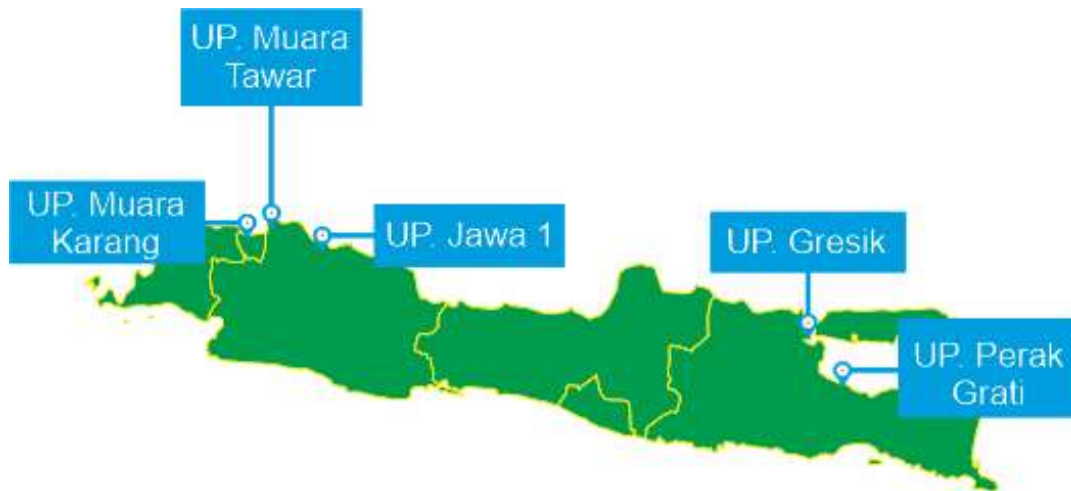 UP. Muara
Tawar
UP. Muara
Karang
UP. Jawa 1
UP. Gresik
UP. Perak
Grati